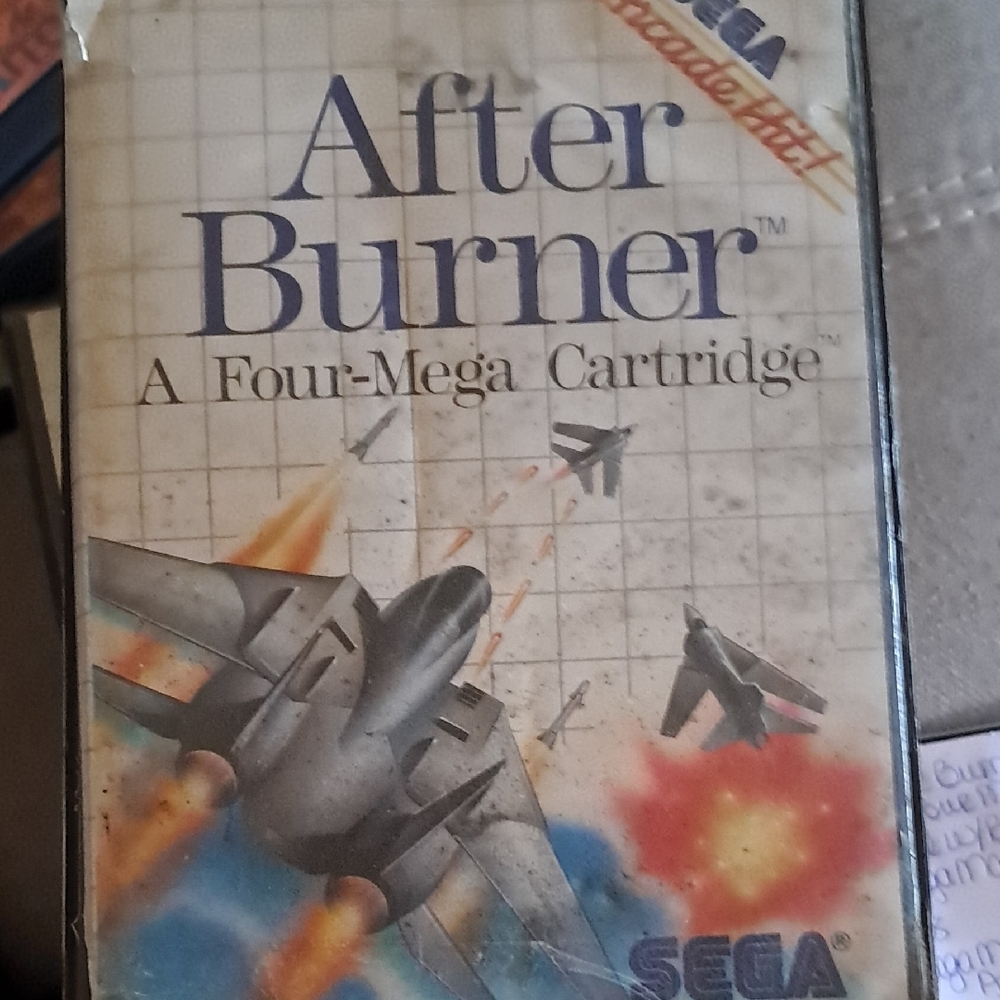 SEGA
Arcade Hit!
After
Burner™
A Four-Mega Cartridge™
SEGA®